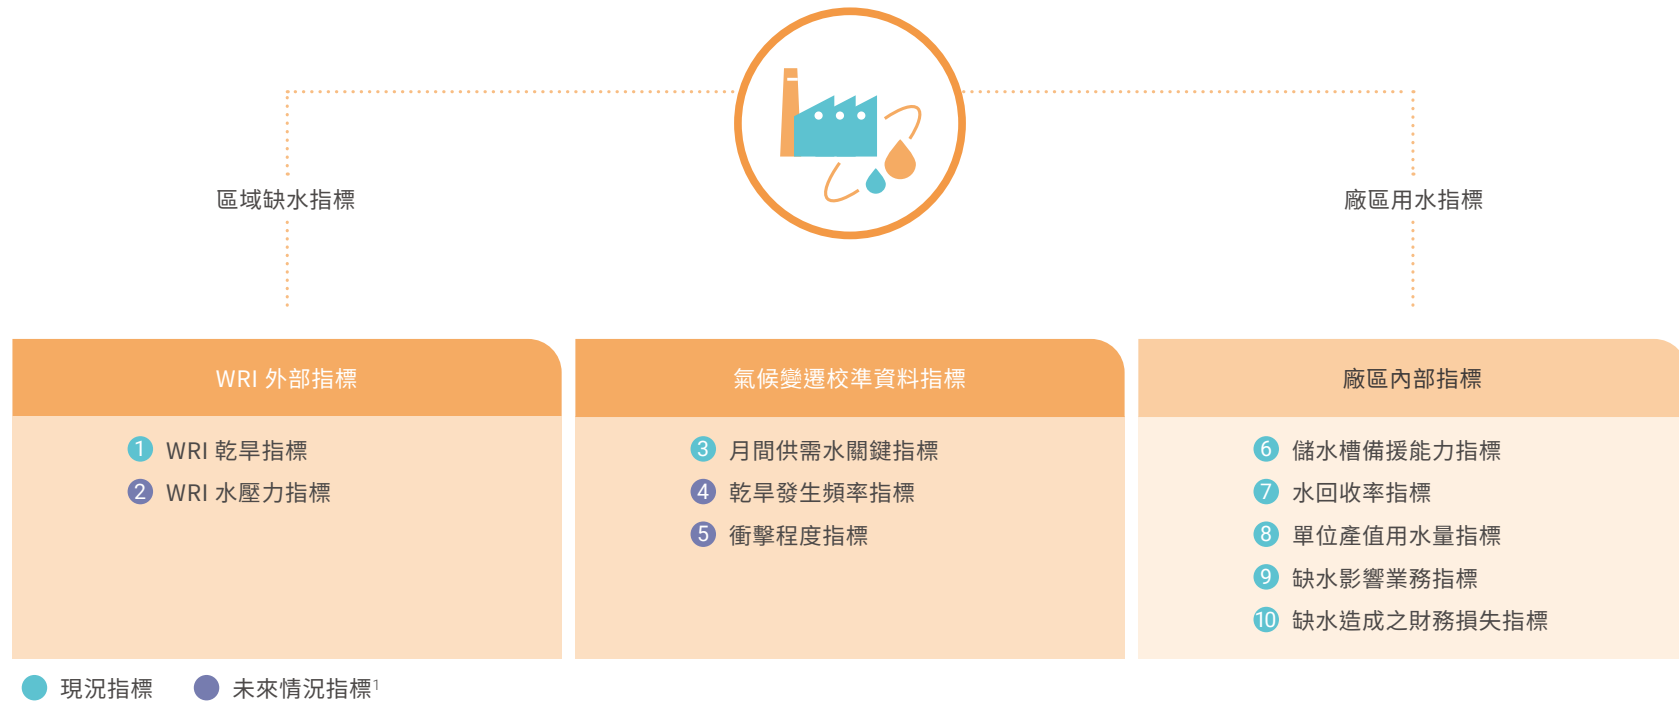 區域缺水指標
廠區用水指標
WRI 外部指標
1 WRI 乾旱指標
2 WRI 水壓力指標
氣候變遷校準資料指標
3 月間供需水關鍵指標
4 乾旱發生頻率指標
5 衝擊程度指標
廠區內部指標
6 儲水槽備援能力指標
7 水回收率指標
8 單位產值用水量指標
9 缺水影響業務指標
10 缺水造成之財務損失指標
現況指標
未來情況指標1